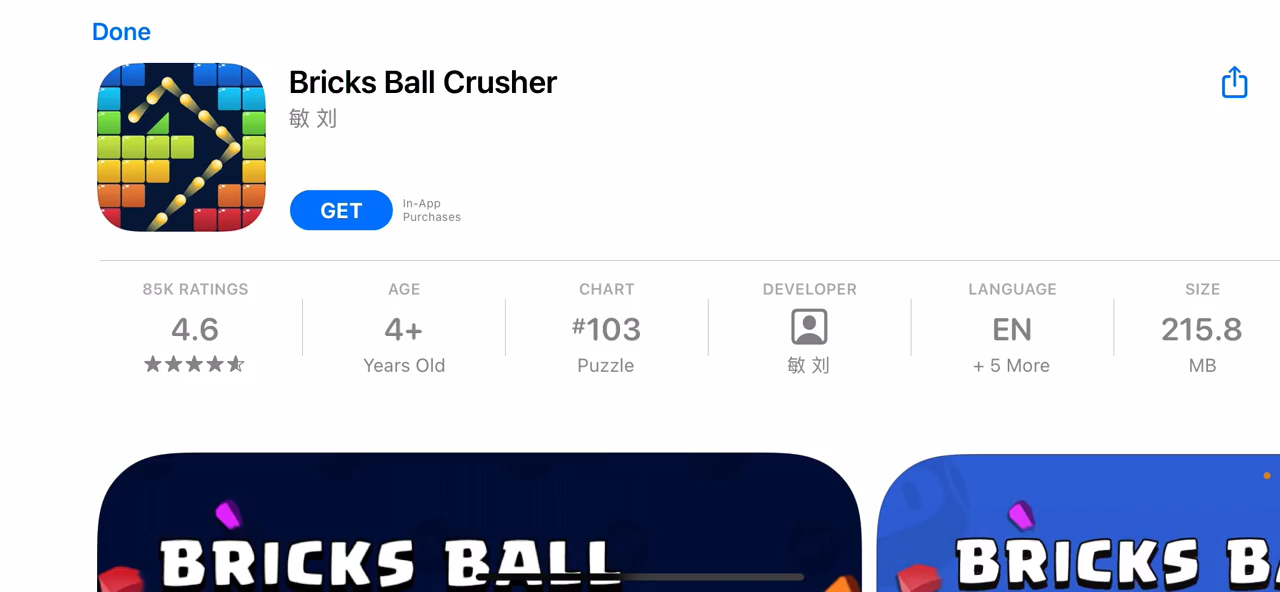 Done
Bricks Ball Crusher
敏 刘
GET
In-App
Purchases
85K RATINGS
4.6
AGE
4+
Years Old
CHART
#103
Puzzle
DEVELOPER
敏 刘
LANGUAGE
EN
+ 5 More
SIZE
215.8
MB
BRICKS BALL
BRICKS BA